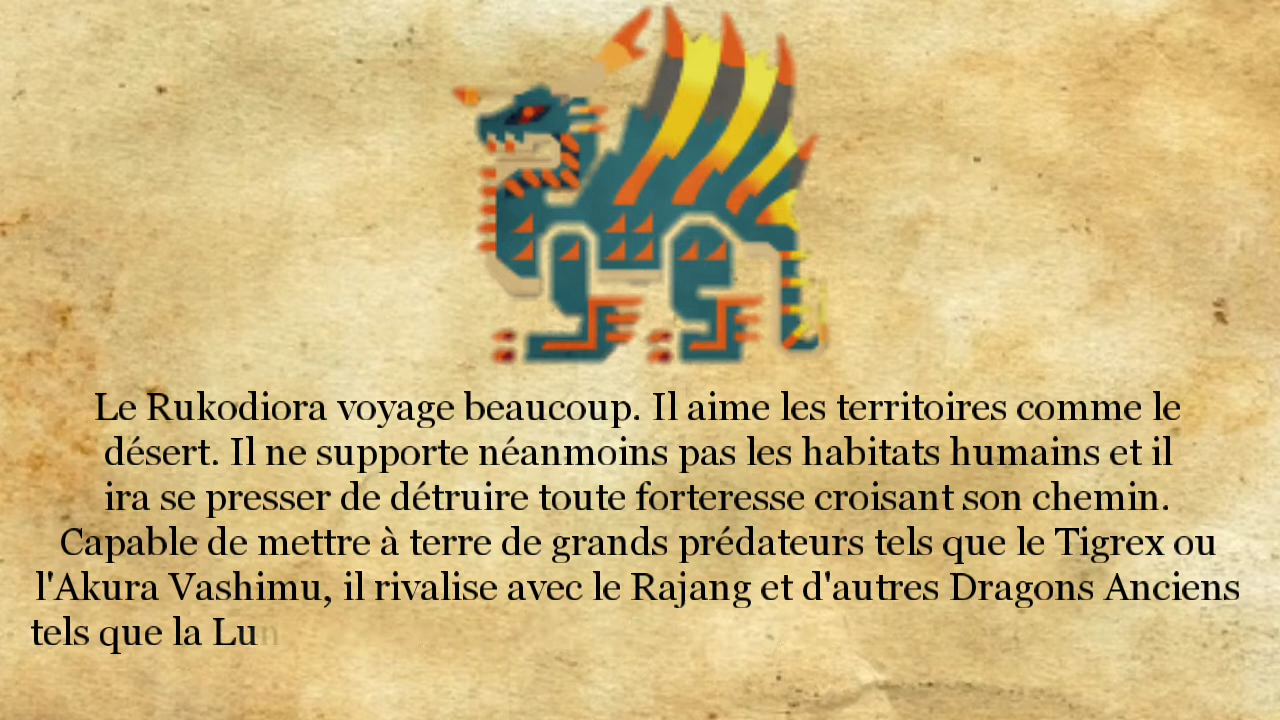 Le Rukodiora voyage beaucoup. Il aime les territoires comme le
désert. Il ne supporte néanmoins pas les habitats humains et il
ira se presser de détruire toute forteresse croisant son chemin.
Capable de mettre à terre de grands prédateurs tels que le Tigrex ou
l'Akura Vashimu, il rivalise avec le Rajang et d'autres Dragons Anciens
tels que la Lun